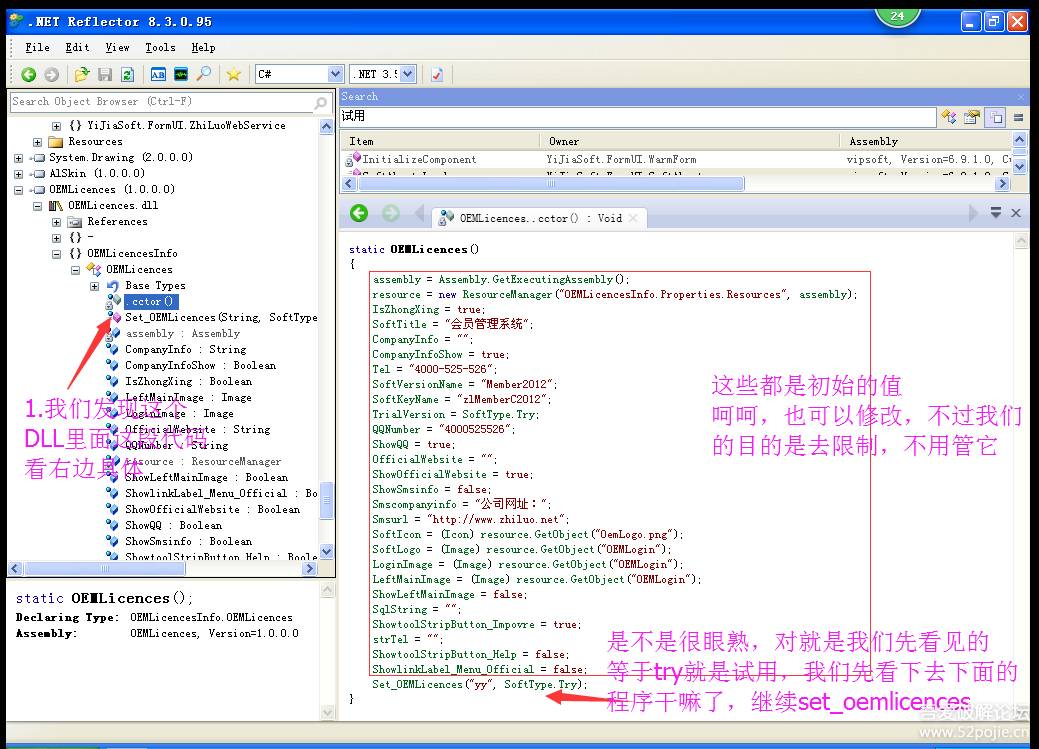 .NET Reflector 8.3.0.95
24
File Edit View Tools Help
C# .NET 3.5
Search Object Browser (Ctrl-F)
{} YiJiaSoft.FormUI.ZhiLuoWebService
Resources
System.Drawing (2.0.0.0)
AlSkin (1.0.0.0)
OEMLicences (1.0.0.0)
OEMLicences.dll
References
{} -
{} OEMLicencesInfo
OEMLicences
Base Types
.cctor()
Set_OEMLicences(String, SoftType
assembly : Assembly
CompanyInfo : String
CompanyInfoShow : Boolean
IsZhongXing : Boolean
LeftMainImage : Image
LoginImage : Image
OfficialWebsite : String
QQNumber : String
resource : ResourceManager
ShowLeftMainImage : Boolean
ShowlinkLabel_Menu_Official : Bo
ShowOfficialWebsite : Boolean
ShowQQ : Boolean
ShowSmsinfo : Boolean
ShowtoolStripButton_Help : Boole
1.我们发现这个
DLL里面这段代码
看右边具体
static OEMLicences();
Declaring Type: OEMLicencesInfo.OEMLicences
Assembly: OEMLicences, Version=1.0.0.0
Search
试用
Item Owner Assembly
InitializeComponent YiJiaSoft.FormUI.WarmForm vipsoft, Version=6.9.1.0, Cu
OEMLicences..cctor() : Void
static OEMLicences()
{
assembly = Assembly.GetExecutingAssembly();
resource = new ResourceManager("OEMLicencesInfo.Properties.Resources", assembly);
IsZhongXing = true;
SoftTitle = "会员管理系统";
CompanyInfo = "";
CompanyInfoShow = true;
Tel = "4000-525-526";
SoftVersionName = "Member2012";
SoftKeyName = "zlMemberC2012";
TrialVersion = SoftType.Try;
QQNumber = "4000525526";
ShowQQ = true;
OfficialWebsite = "";
ShowOfficialWebsite = true;
ShowSmsinfo = false;
Smscompanyinfo = "公司网址：";
Smsurl = "http://www.zhiluo.net";
SoftIcon = (Icon) resource.GetObject("OemLogo.png");
SoftLogo = (Image) resource.GetObject("OEMLogin");
LoginImage = (Image) resource.GetObject("OEMLogin");
LeftMainImage = (Image) resource.GetObject("OEMLogin");
ShowLeftMainImage = false;
SqlString = "";
ShowtoolStripButton_Impovre = true;
strTel = "";
ShowtoolStripButton_Help = false;
ShowlinkLabel_Menu_Official = false;
Set_OEMLicences("yy", SoftType.Try);
}
这些都是初始的值
呵呵，也可以修改，不过我们
的目的是去限制，不用管它
是不是很眼熟，对就是我们先看见的
等于try就是试用，我们先看下去下面的
程序干嘛了，继续set_oemlicences
吾爱破解论坛
www.52pojie.cn